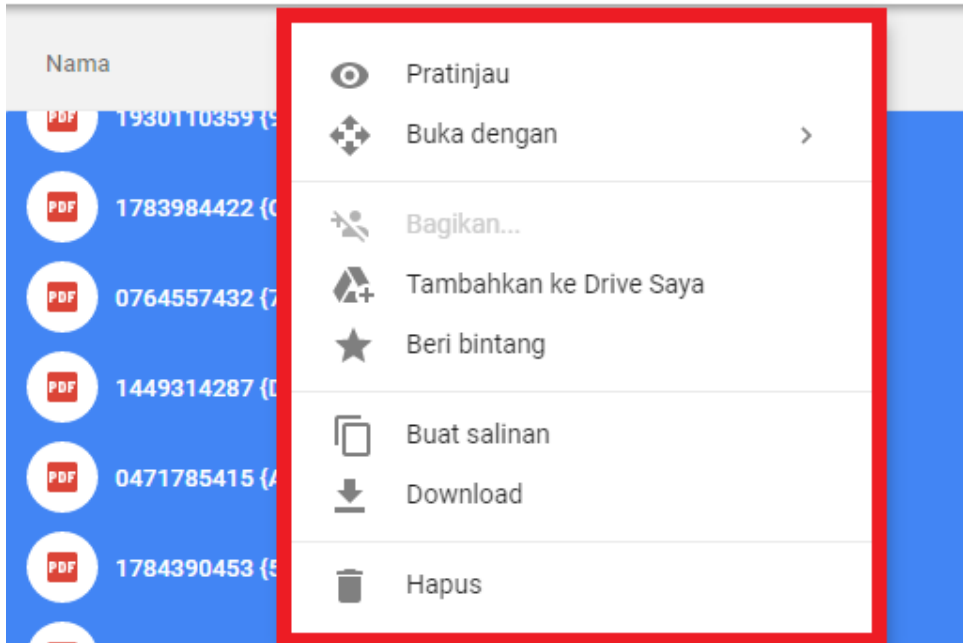 Nama
PDF 1930110359 {9
PDF 1783984422 {
PDF 0764557432 {7
PDF 1449314287 {
PDF 0471785415 {
PDF 1784390453 {5
Pratinjau
Buka dengan
Bagikan...
Tambahkan ke Drive Saya
Beri bintang
Buat salinan
Download
Hapus